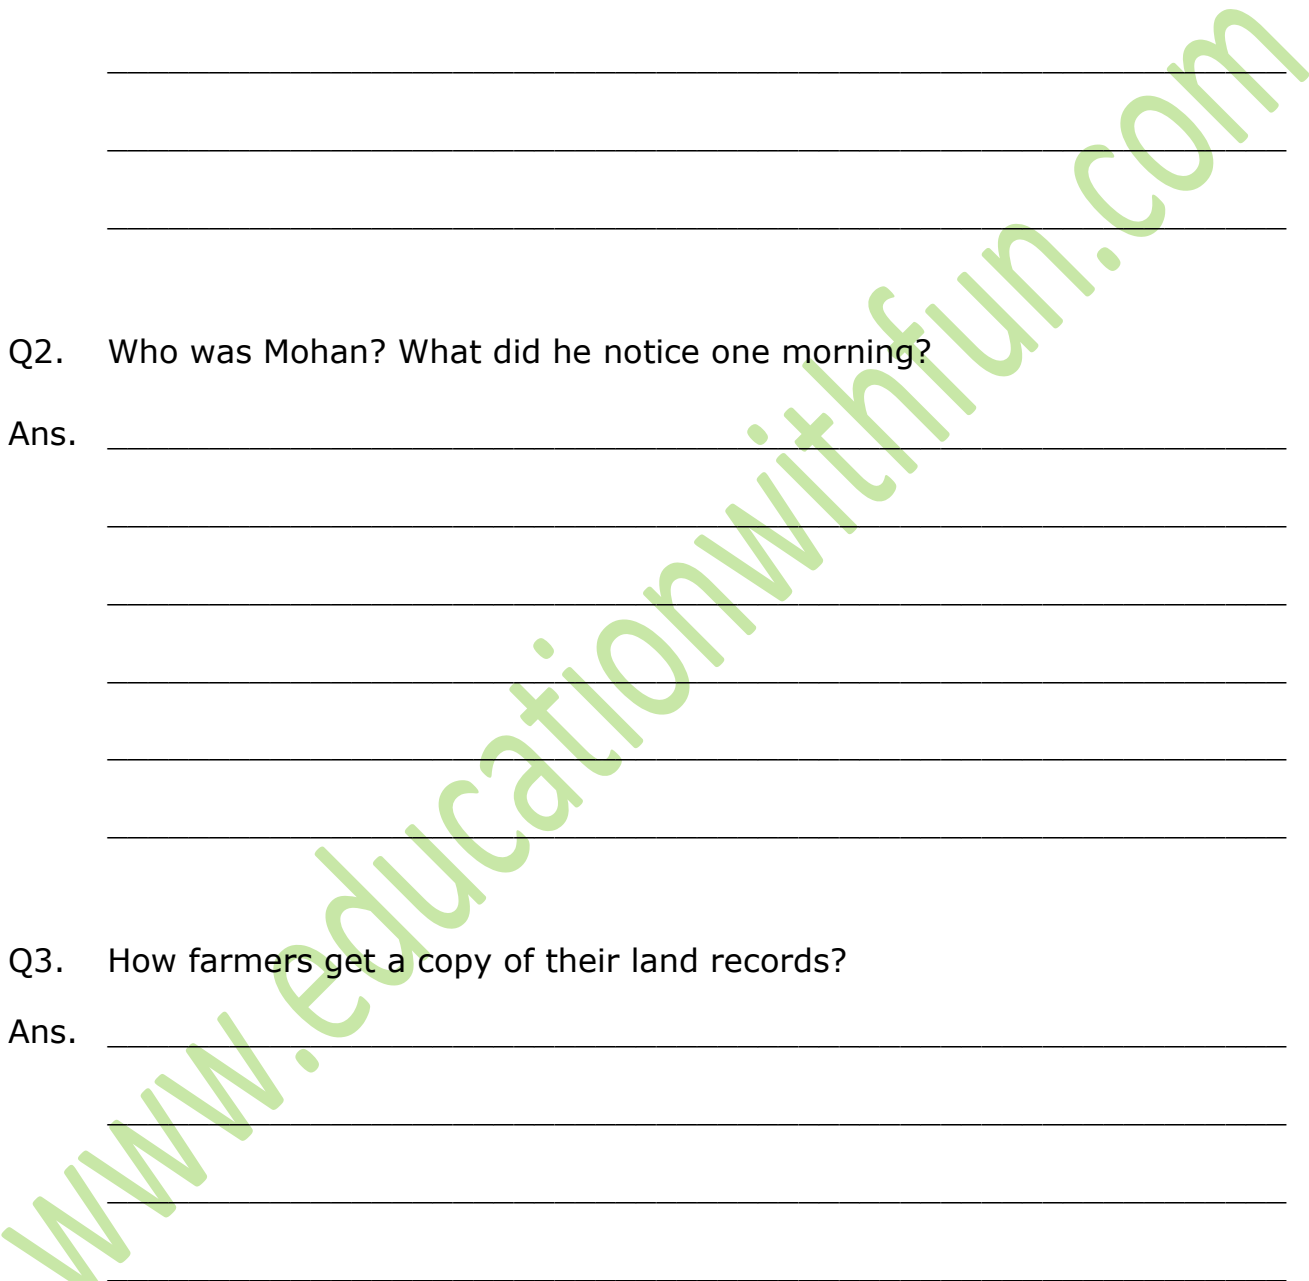 Q2. Who was Mohan? What did he notice one morning?
Ans.
Q3. How farmers get a copy of their land records?
Ans.
www.educationwithfun.com